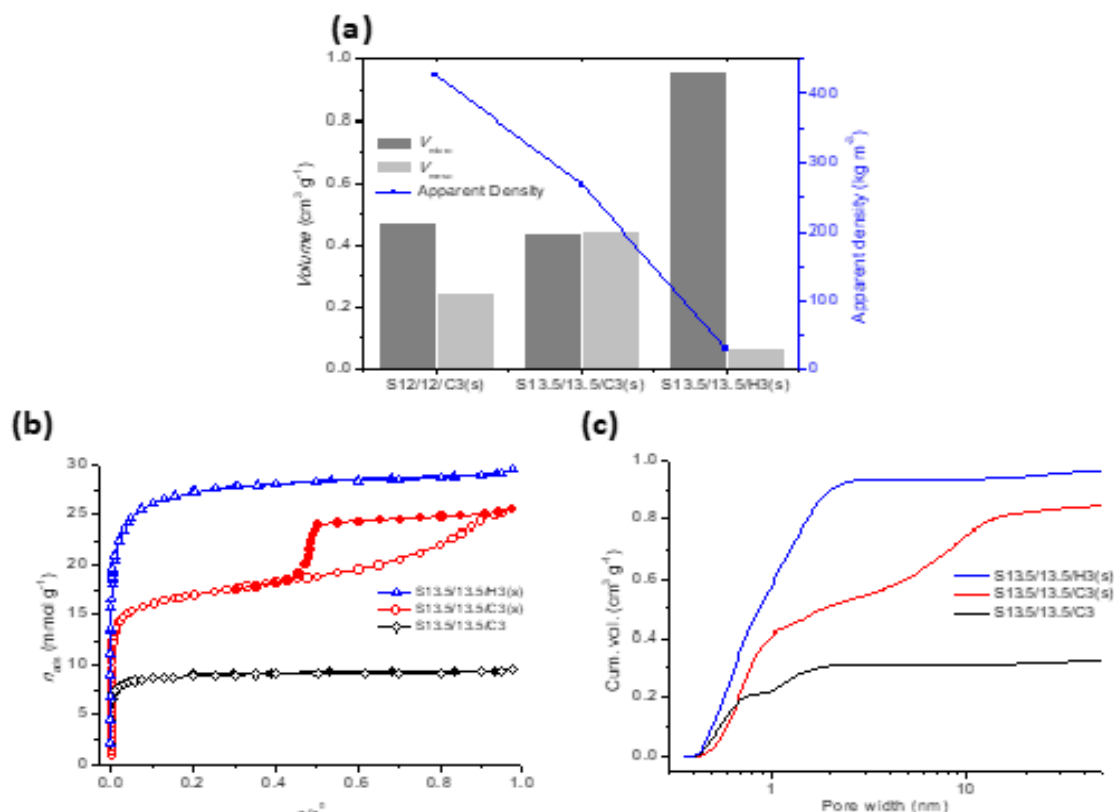 (a)
1.0
0.8
0.6
0.4
0.2
0.0
Volume (cm³ g⁻¹)
Apparent Density
400
300
200
100
0
Apparent density (kg m⁻³)
S12/12/C3(s)
S13.5/13.5/C3(s)
S13.5/13.5/H3(s)
(b)
30
25
20
15
10
5
0
(mmol g⁻¹)
S13.5/13.5/H3(s)
S13.5/13.5/C3(s)
S13.5/13.5/C3
0.0
0.2
0.4
0.6
0.8
1.0
(c)
1.0
0.8
0.6
0.4
0.2
0.0
Cum. vol. (cm³ g⁻¹)
S13.5/13.5/H3(s)
S13.5/13.5/C3(s)
S13.5/13.5/C3
1
10
Pore width (nm)